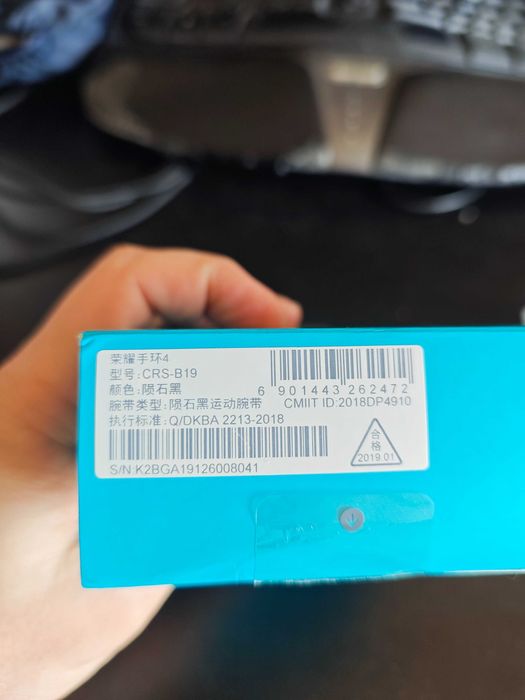 荣耀手环4
型号:CRS-B19
颜色:陨石黑
6 901443 262472
腕带类型:陨石黑运动腕带 CMIIT ID:2018DP4910
执行标准:Q/DKBA 2213-2018
合格
2019.01
S/N:K2BGA19126008041